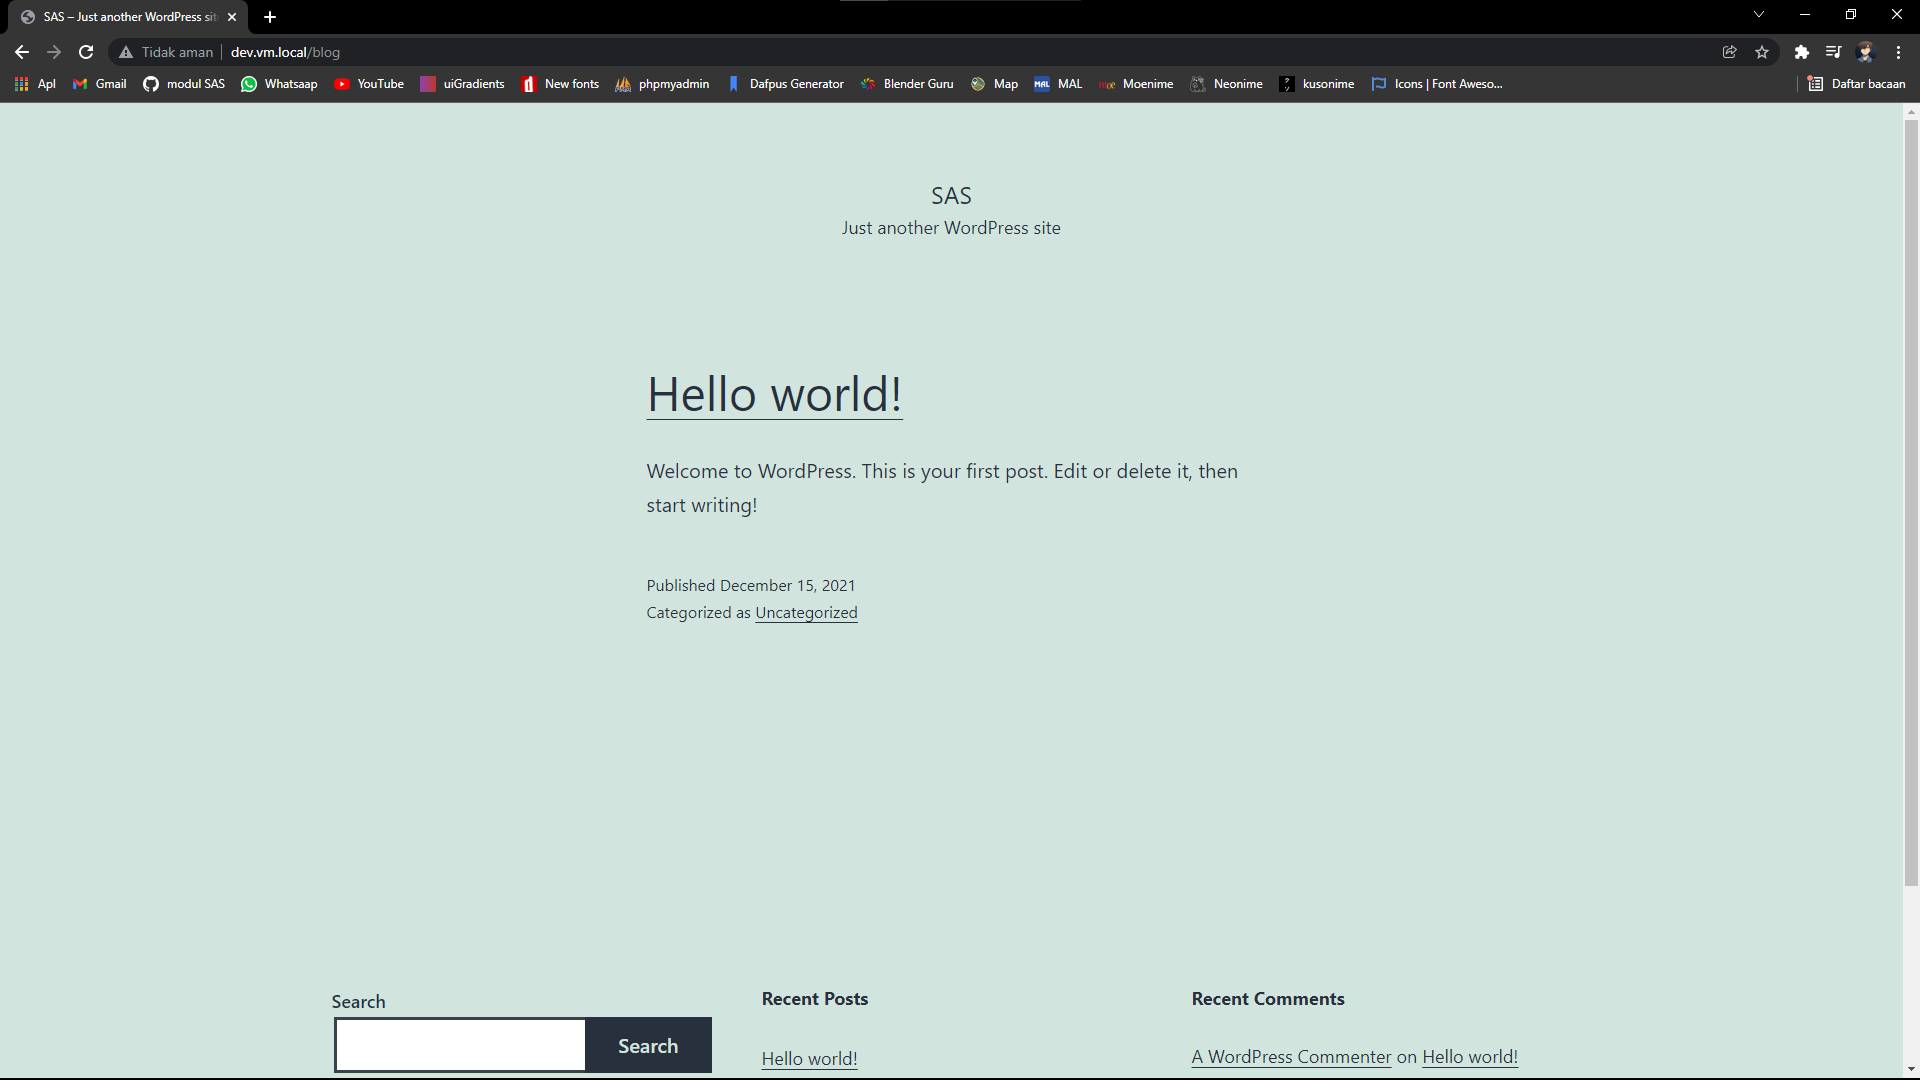 SAS – Just another WordPress sit
Tidak aman dev.vm.local/blog
Apl Gmail modul SAS Whatsaap YouTube uiGradients New fonts phpmyadmin Dafpus Generator Blender Guru Map MAL MAL Moenime Neonime kusonime Icons | Font Aweso... Daftar bacaan
SAS
Just another WordPress site
Hello world!
Welcome to WordPress. This is your first post. Edit or delete it, then
start writing!
Published December 15, 2021
Categorized as Uncategorized
Search
Search
Recent Posts
Hello world!
Recent Comments
A WordPress Commenter on Hello world!